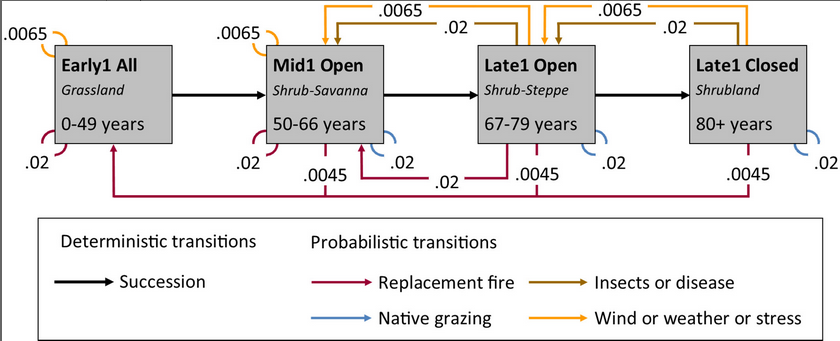 .0065
.0065
.02
.0065
.02
.0065
Early1 All
Grassland
0-49 years
Mid1 Open
Shrub-Savanna
50-66 years
Late1 Open
Shrub-Steppe
67-79 years
Late1 Closed
Shrubland
80+ years
.02
.02
.02
.02
.02
.0045
.02
.0045
.0045
Deterministic transitions
Succession
Probabilistic transitions
Replacement fire
Insects or disease
Native grazing
Wind or weather or stress